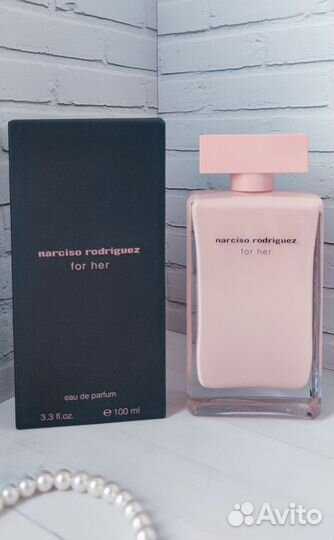 narciso rodriguez
for her
eau de parfum
3.3 fl.oz. e 100 ml
narciso rodriguez
for her
Avito